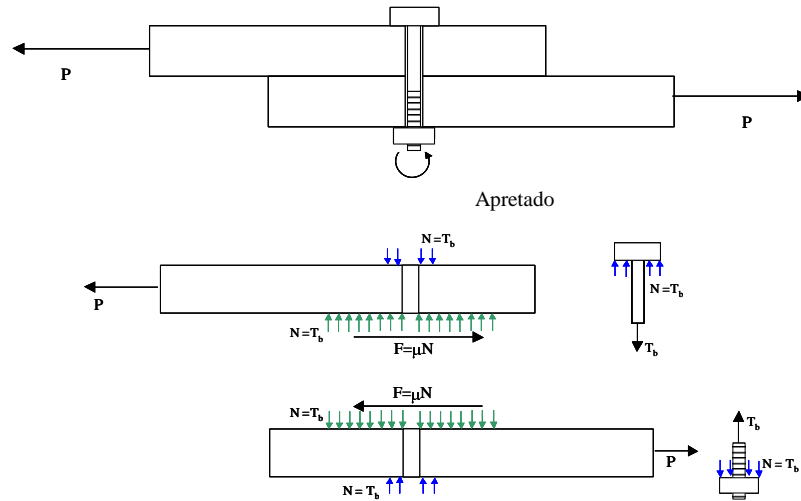 P
P
Apretado
N=T_b
P
N=T_b
N=T_b
F=μN
T_b
F=μN
N=T_b
T_b
P
N=T_b
N=T_b